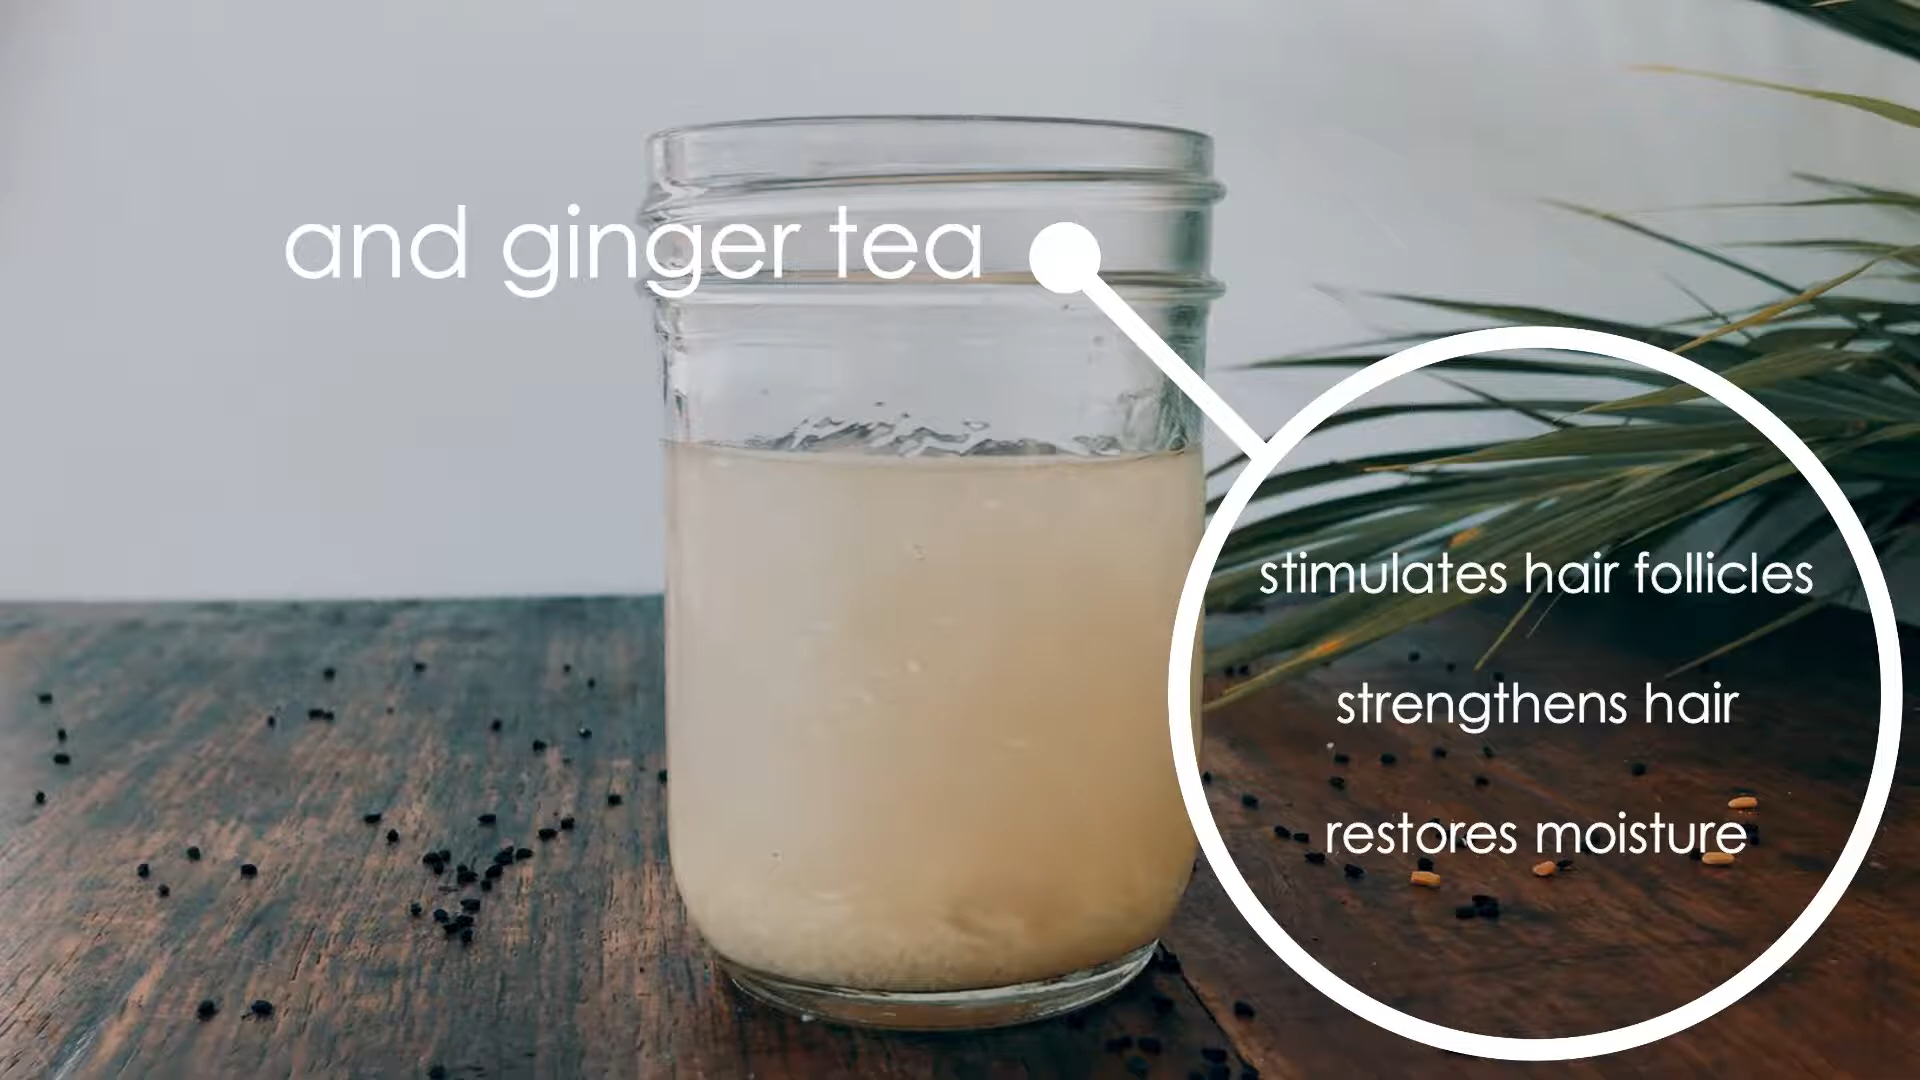 and ginger tea
stimulates hair follicles
strengthens hair
restores moisture